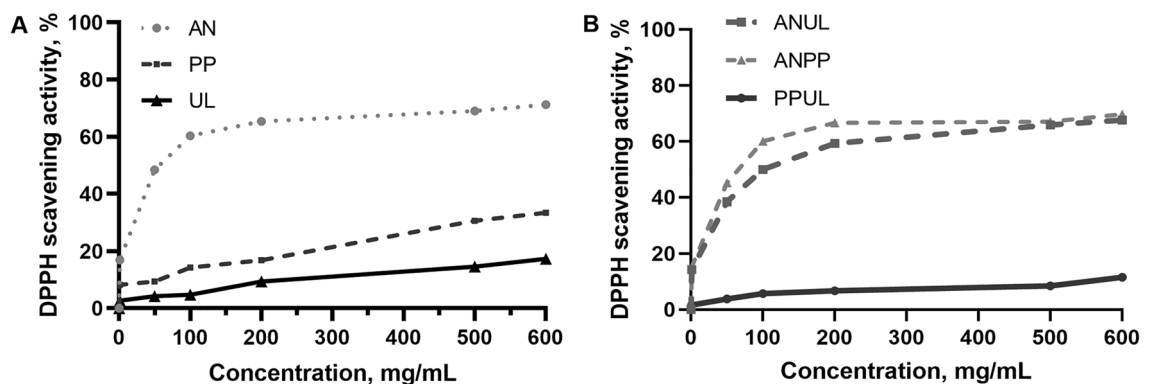 A
DPPH scavening activity, %
100
80
60
40
20
0
AN
PP
UL
0 100 200 300 400 500 600
Concentration, mg/mL
B
DPPH scavening activity, %
100
80
60
40
20
0
ANUL
ANPP
PPUL
0 100 200 300 400 500 600
Concentration, mg/mL